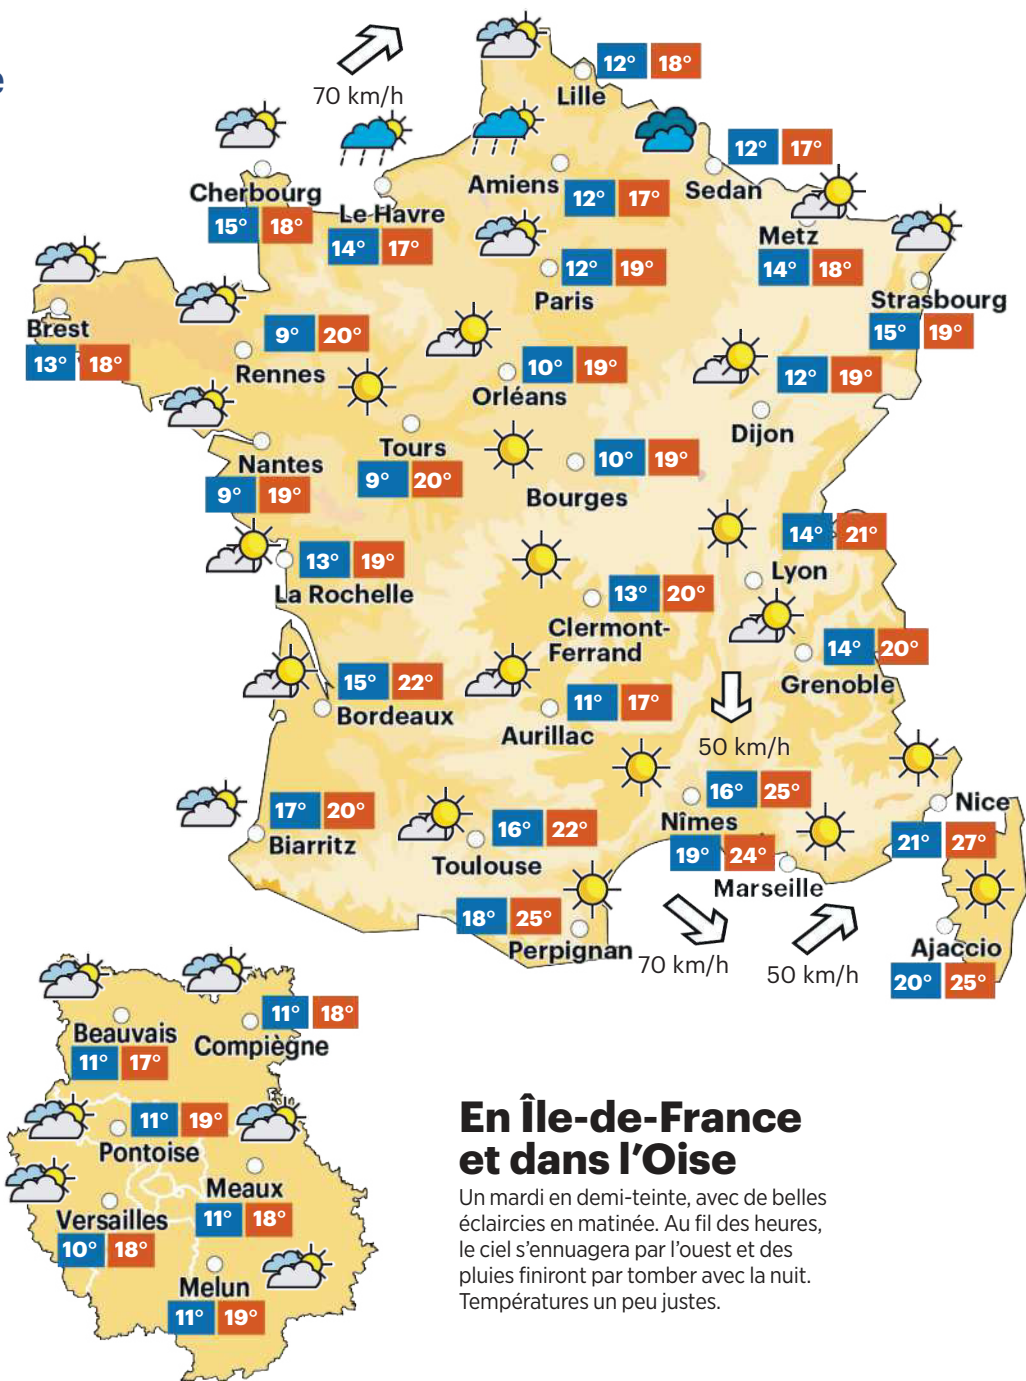 e
70 km/h
12° 18°
Lille
Cherbourg
15° 18°
Le Havre
14° 17°
Amiens
12° 17°
12° 17°
Sedan
Metz
14° 18°
12° 19°
Paris
Strasbourg
15° 19°
Brest
13° 18°
9° 20°
Rennes
10° 19°
Orléans
12° 19°
Dijon
Nantes
9° 19°
Tours
9° 20°
10° 19°
Bourges
13° 19°
La Rochelle
14° 21°
Lyon
13° 20°
Clermont-
Ferrand
14° 20°
Grenoble
15° 22°
Bordeaux
11° 17°
Aurillac
50 km/h
17° 20°
Biarritz
16° 22°
Toulouse
16° 25°
Nîmes
19° 24°
Marseille
Nice
21° 27°
18° 25°
Perpignan
70 km/h
50 km/h
Ajaccio
20° 25°
Beauvais
11° 17°
11° 18°
Compiègne
11° 19°
Pontoise
Meaux
11° 18°
Versailles
10° 18°
Melun
11° 19°
En Île-de-France
et dans l'Oise
Un mardi en demi-teinte, avec de belles
éclaircies en matinée. Au fil des heures,
le ciel s'ennuagera par l'ouest et des
pluies finiront par tomber avec la nuit.
Températures un peu justes.